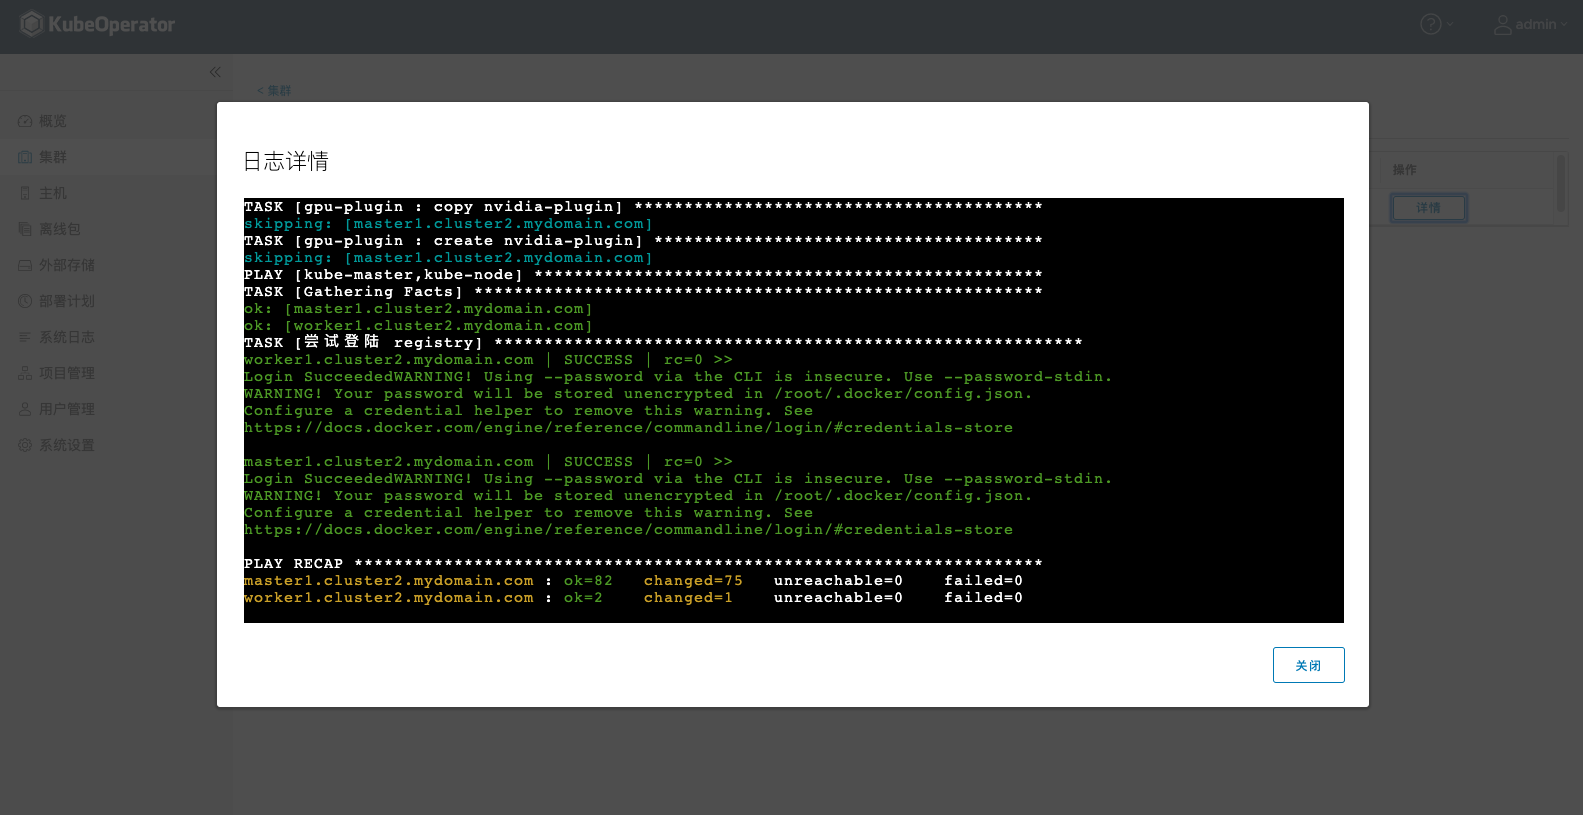 KubeOperator
admin
< 集群
概览
集群
主机
离线包
外部存储
部署计划
系统日志
项目管理
用户管理
系统设置
操作
详情
日志详情
TASK [gpu-plugin : copy nvidia-plugin] *****************************************
skipping: [master1.cluster2.mydomain.com]
TASK [gpu-plugin : create nvidia-plugin] ***************************************
skipping: [master1.cluster2.mydomain.com]
PLAY [kube-master,kube-node] ***************************************************
TASK [Gathering Facts] *********************************************************
ok: [master1.cluster2.mydomain.com]
ok: [worker1.cluster2.mydomain.com]
TASK [尝试登陆 registry] ***********************************************************
worker1.cluster2.mydomain.com | SUCCESS | rc=0 >>
Login SucceededWARNING! Using --password via the CLI is insecure. Use --password-stdin.
WARNING! Your password will be stored unencrypted in /root/.docker/config.json.
Configure a credential helper to remove this warning. See
https://docs.docker.com/engine/reference/commandline/login/#credentials-store
master1.cluster2.mydomain.com | SUCCESS | rc=0 >>
Login SucceededWARNING! Using --password via the CLI is insecure. Use --password-stdin.
WARNING! Your password will be stored unencrypted in /root/.docker/config.json.
Configure a credential helper to remove this warning. See
https://docs.docker.com/engine/reference/commandline/login/#credentials-store
PLAY RECAP *********************************************************************
master1.cluster2.mydomain.com : ok=82 changed=75 unreachable=0 failed=0
worker1.cluster2.mydomain.com : ok=2 changed=1 unreachable=0 failed=0
关闭